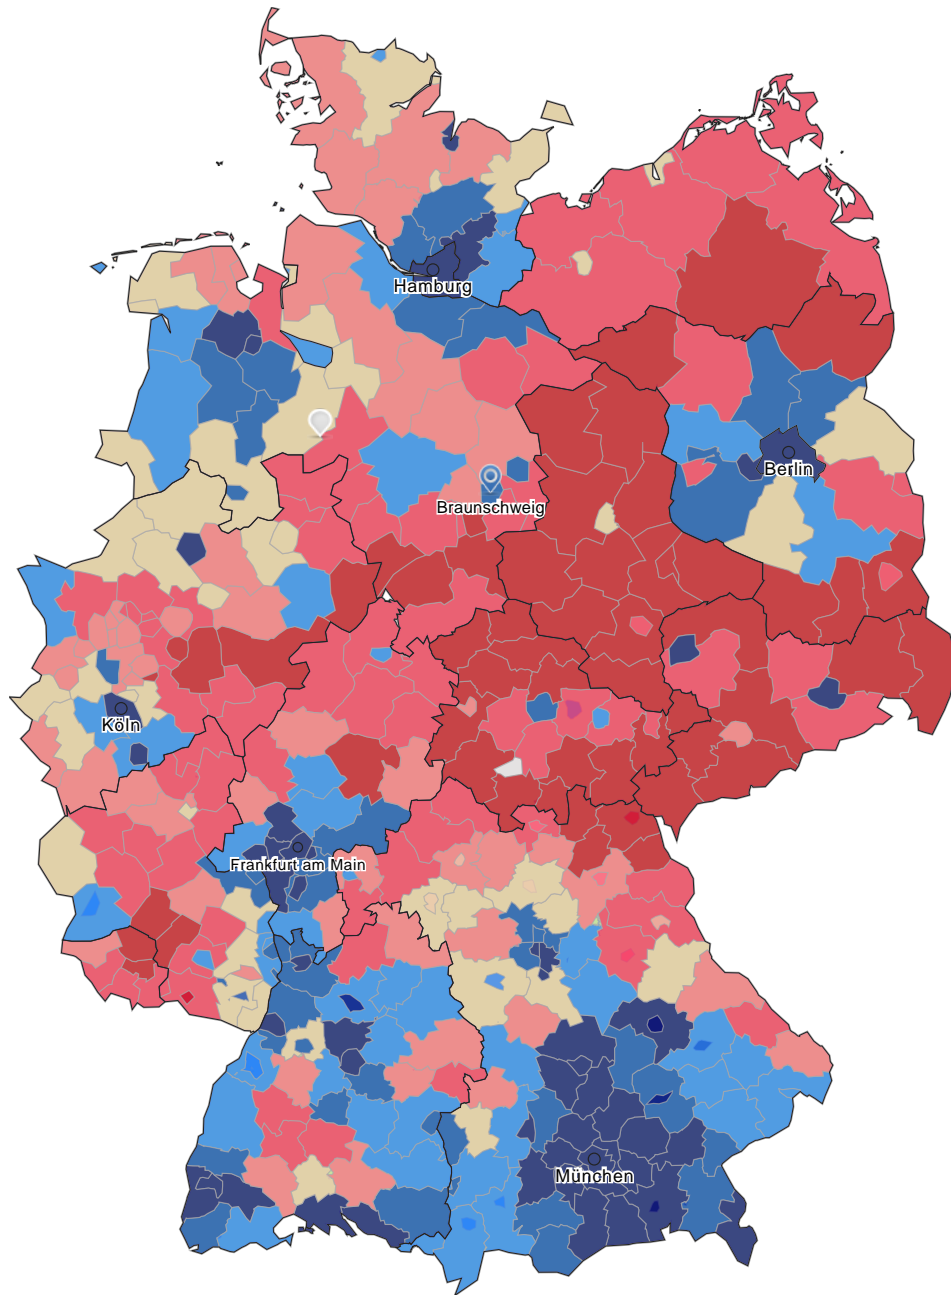 Hamburg
Berlin
Braunschweig
Köln
Frankfurt am Main
München